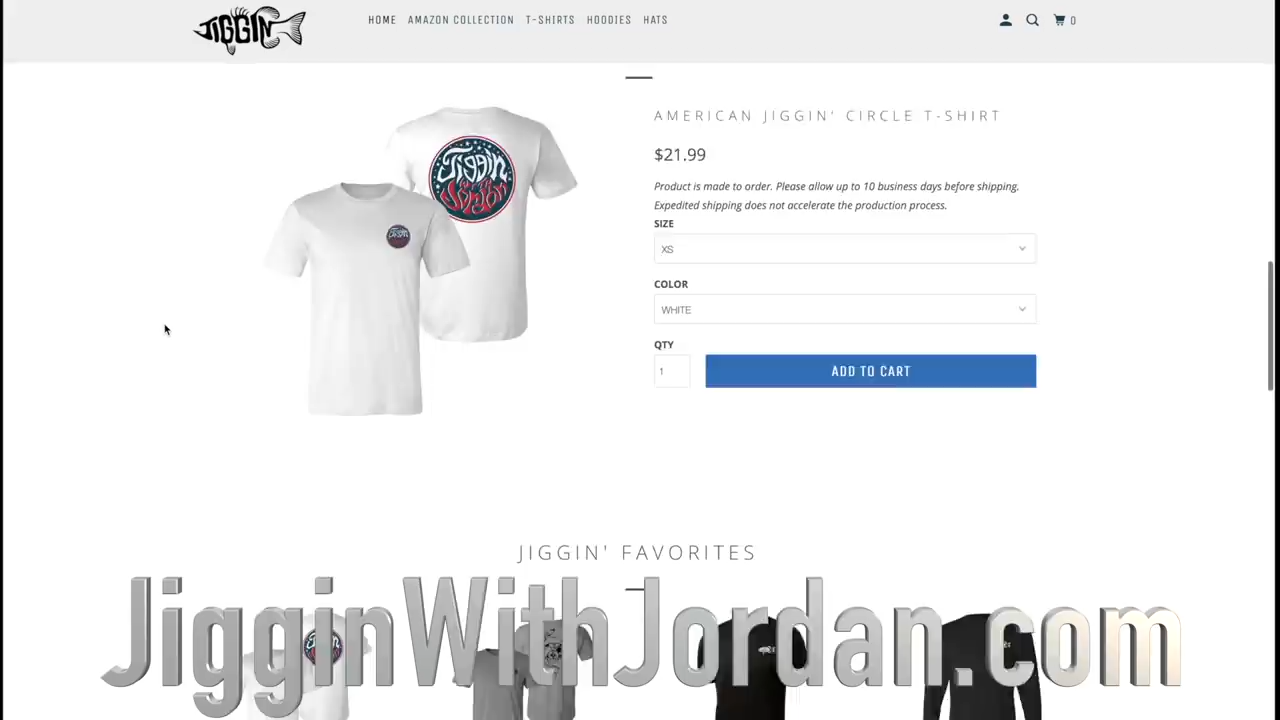 JIGGIN
HOME AMAZON COLLECTION T-SHIRTS HOODIES HATS
0
AMERICAN JIGGIN' CIRCLE T-SHIRT
$21.99
Product is made to order. Please allow up to 10 business days before shipping.
Expedited shipping does not accelerate the production process.
SIZE
XS
COLOR
WHITE
QTY
1
ADD TO CART
Jiggin
Jordan
JIGGIN' FAVORITES
JigginWithJordan.com